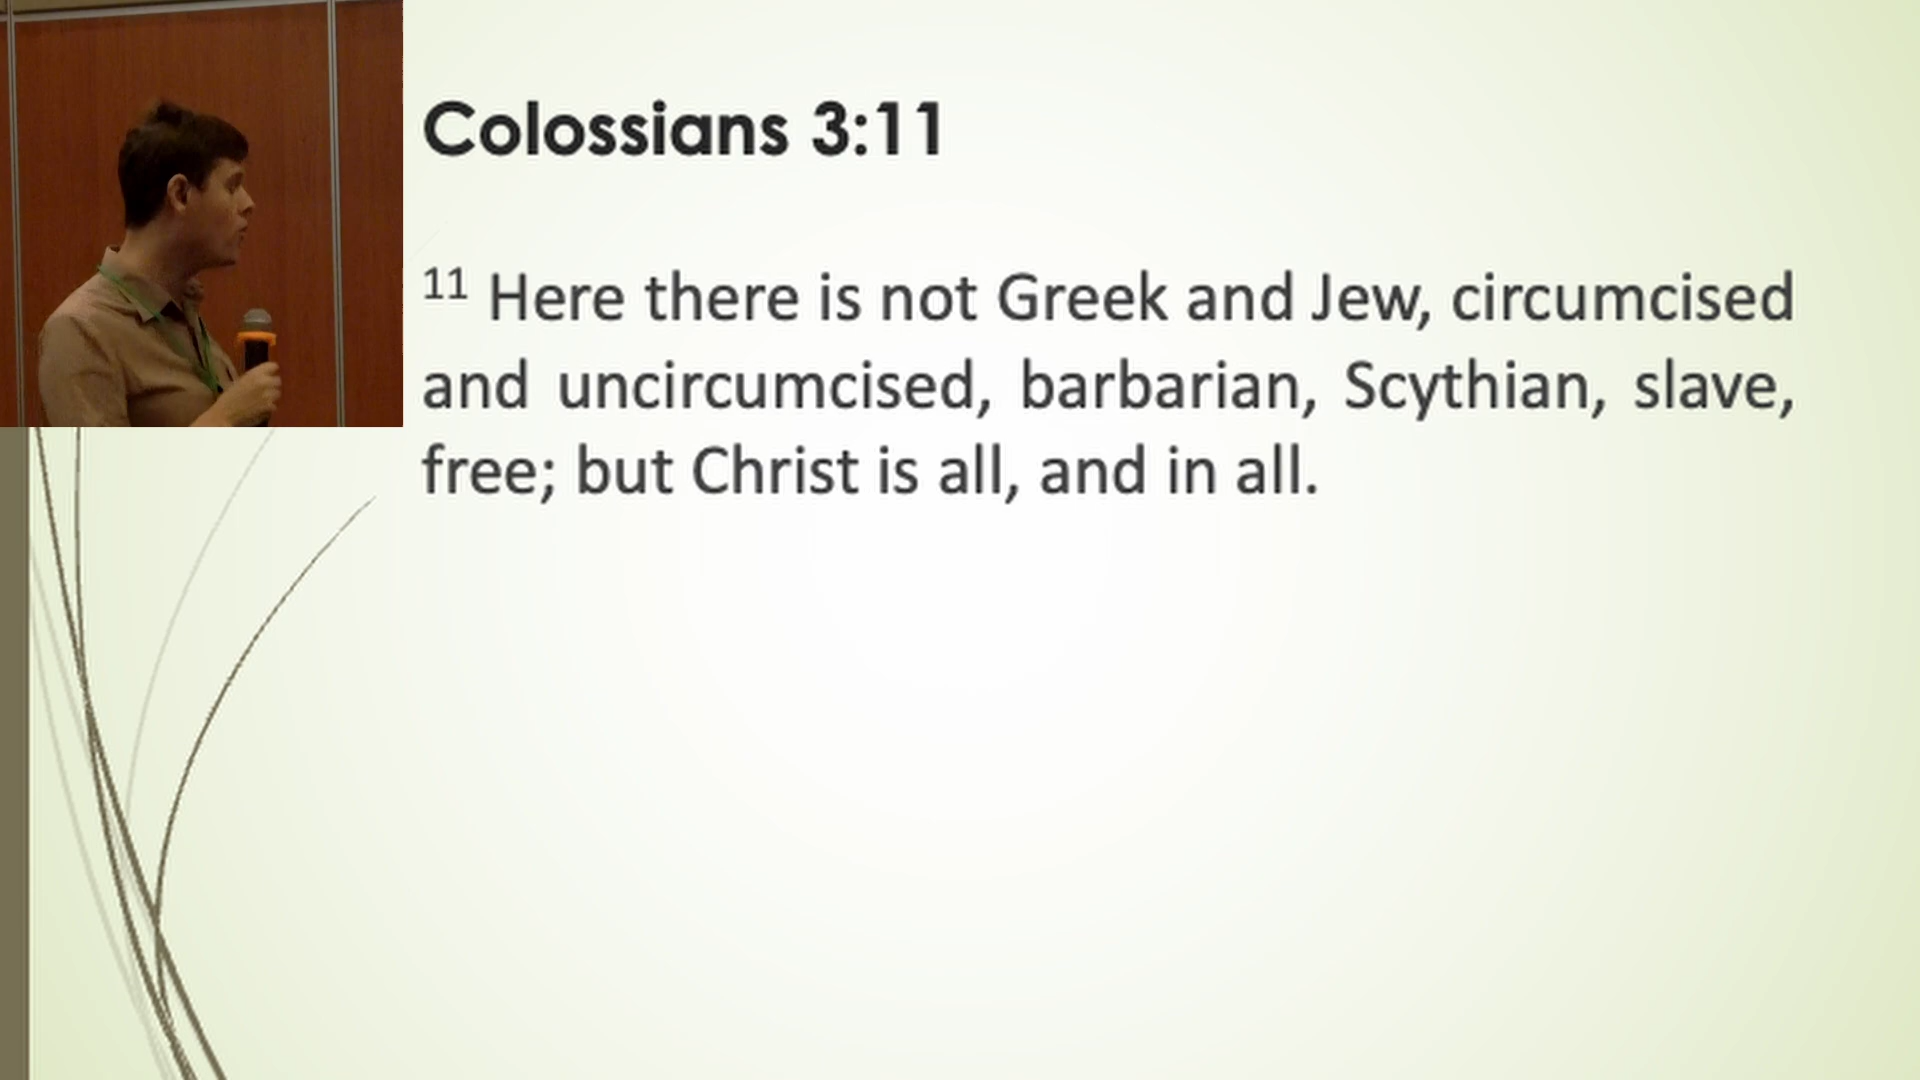 Colossians 3:11
11 Here there is not Greek and Jew, circumcised
and uncircumcised, barbarian, Scythian, slave,
free; but Christ is all, and in all.